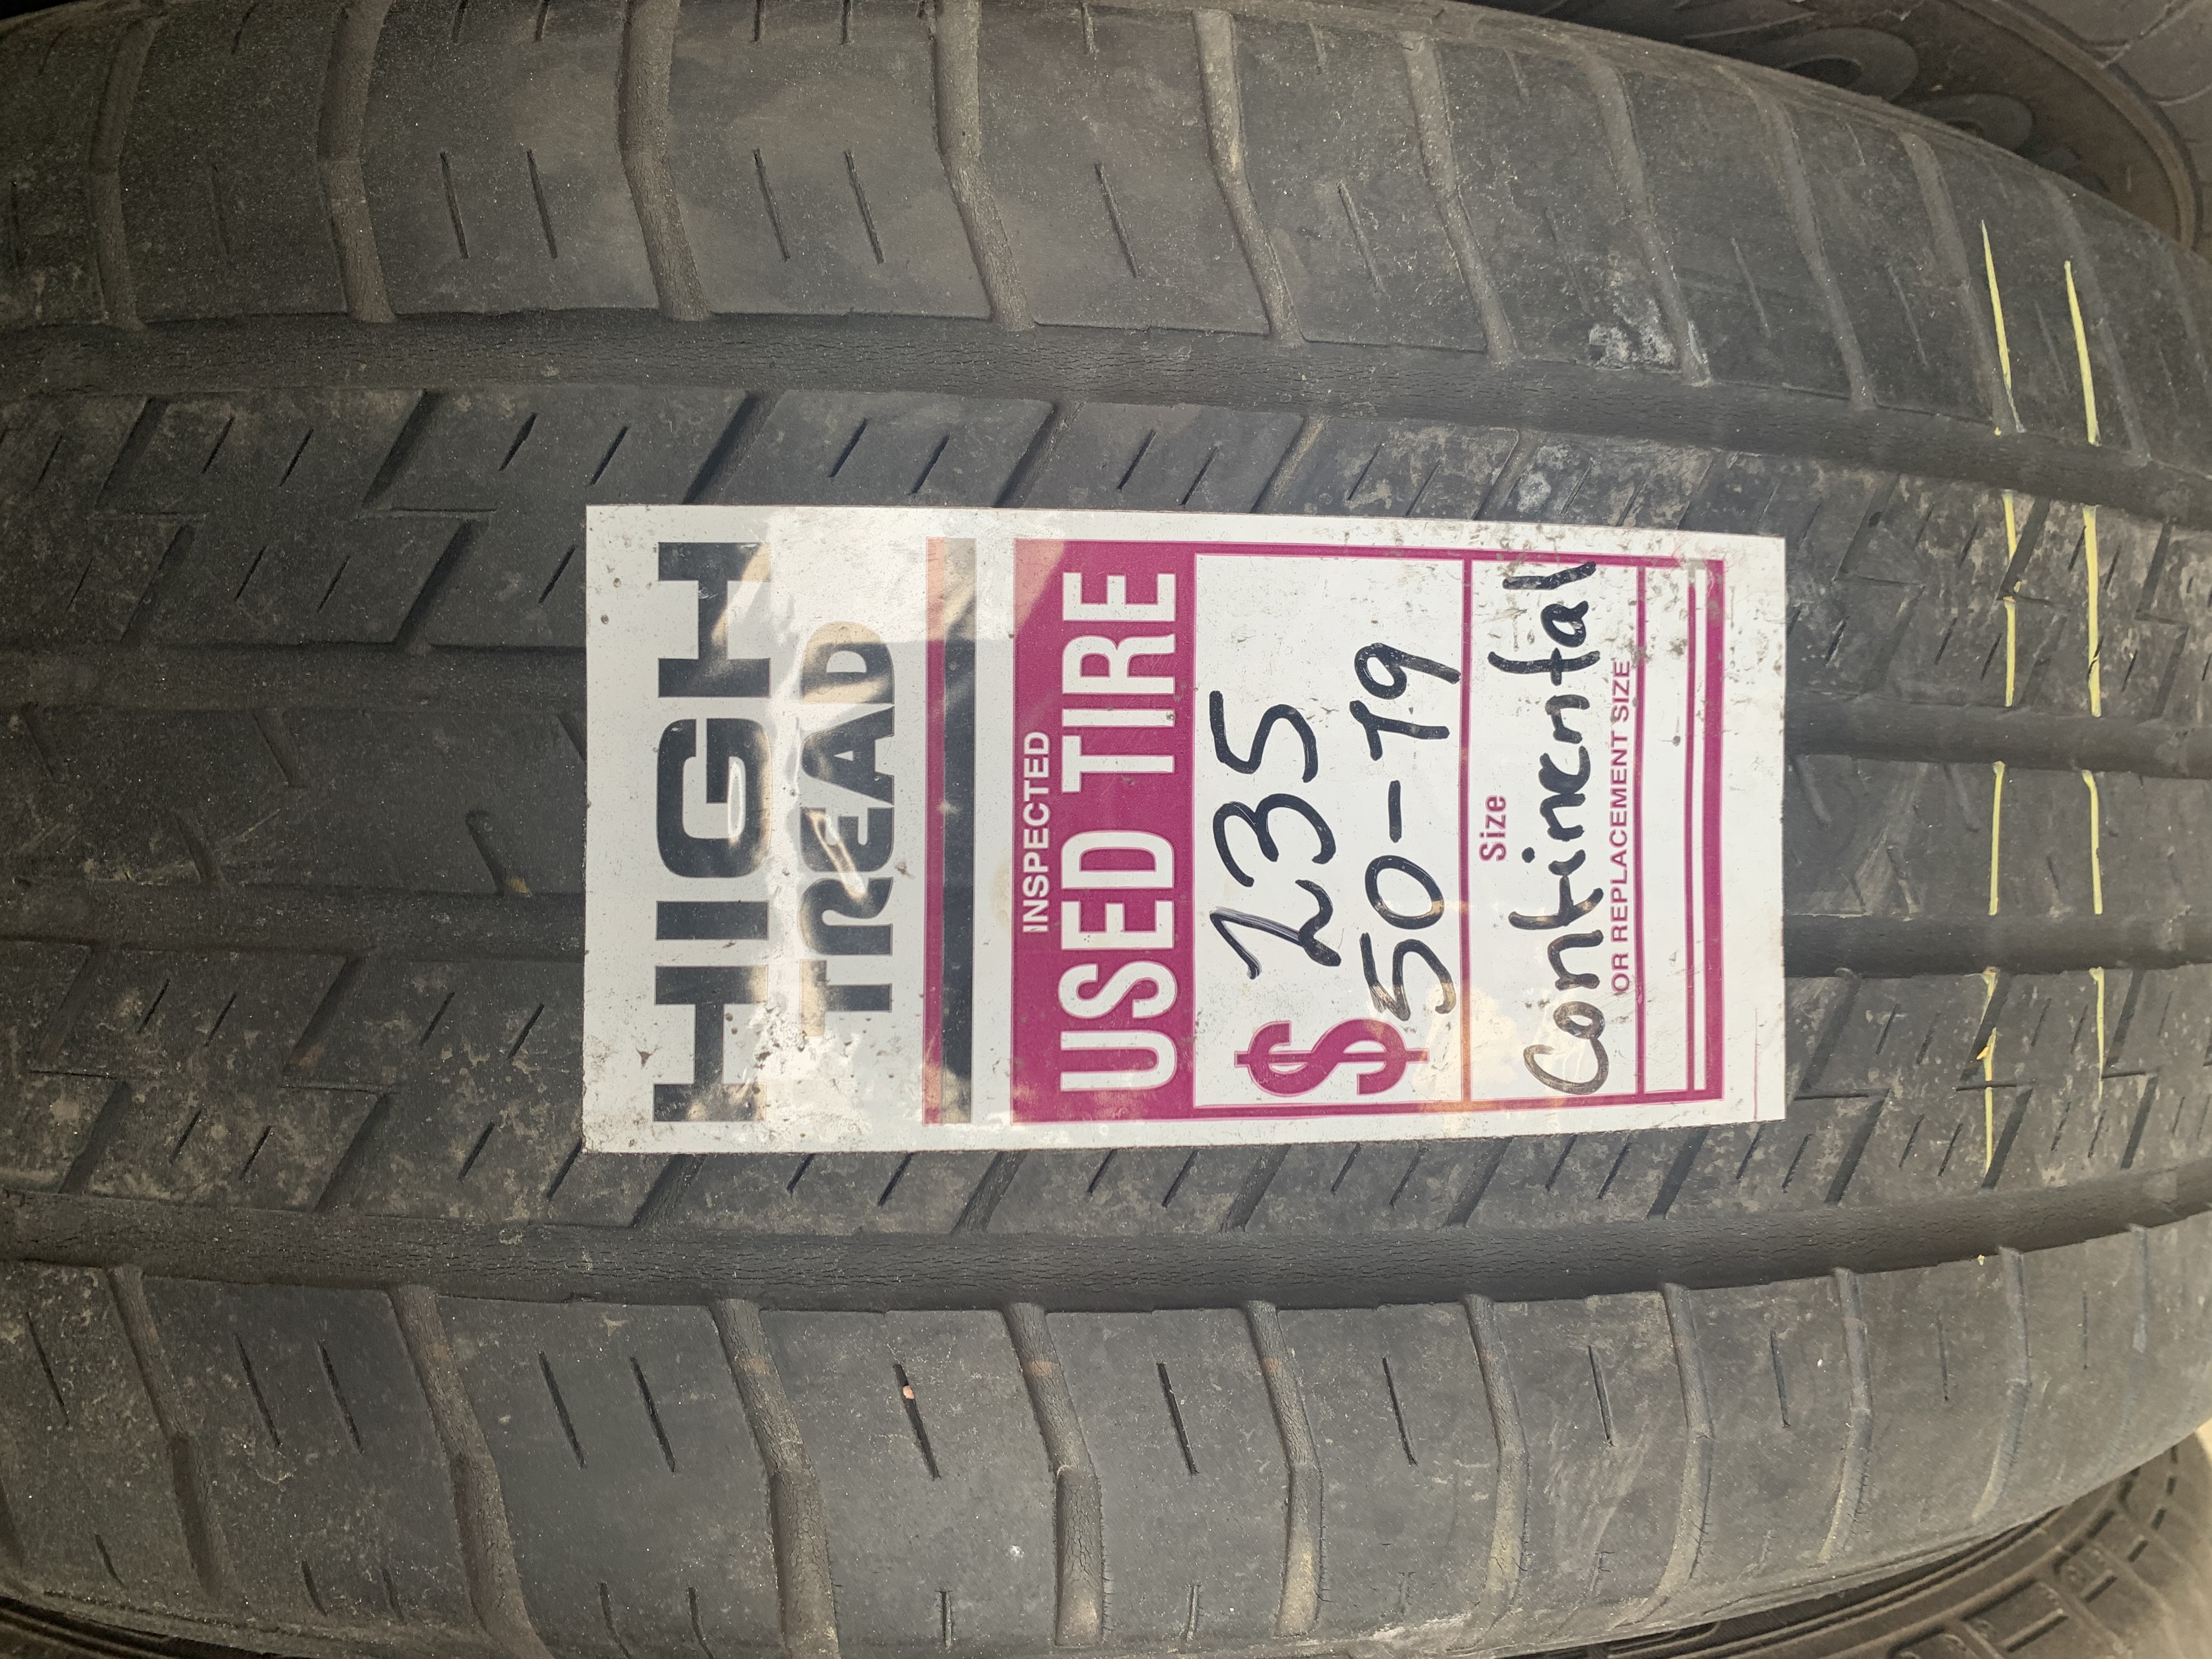 HIGH
TREAD
INSPECTED
USED TIRE
$ 235
50-19
Size
Continental
OR REPLACEMENT SIZE